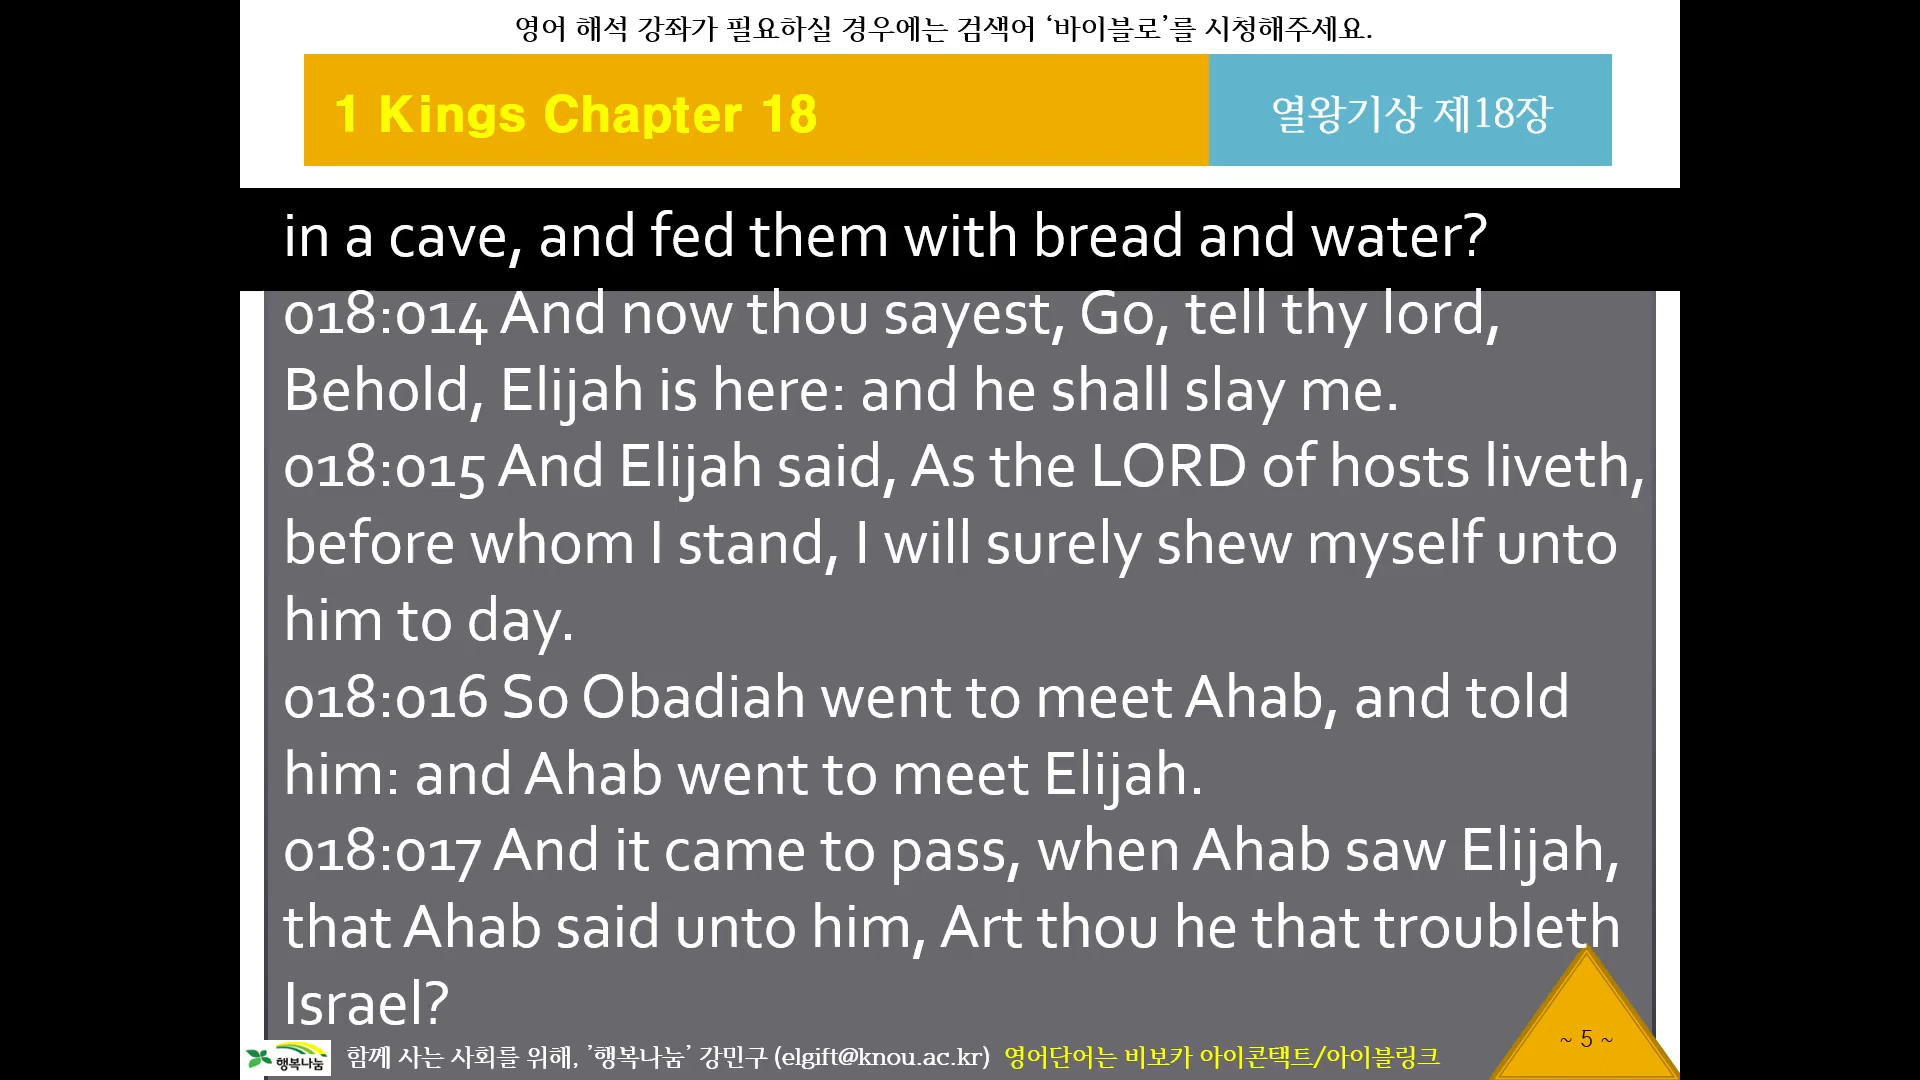 영어 해석 강좌가 필요하실 경우에는 검색어 ‘바이블로’를 시청해주세요.
1 Kings Chapter 18
열왕기상 제18장
in a cave, and fed them with bread and water?
018:014 And now thou sayest, Go, tell thy lord,
Behold, Elijah is here: and he shall slay me.
018:015 And Elijah said, As the LORD of hosts liveth,
before whom I stand, I will surely shew myself unto
him to day.
018:016 So Obadiah went to meet Ahab, and told
him: and Ahab went to meet Elijah.
018:017 And it came to pass, when Ahab saw Elijah,
that Ahab said unto him, Art thou he that troubleth
Israel?
~ 5 ~
행복나눔 함께 사는 사회를 위해, ’행복나눔’ 강민구 (elgift@knou.ac.kr) 영어단어는 비보카 아이콘택트/아이블링크